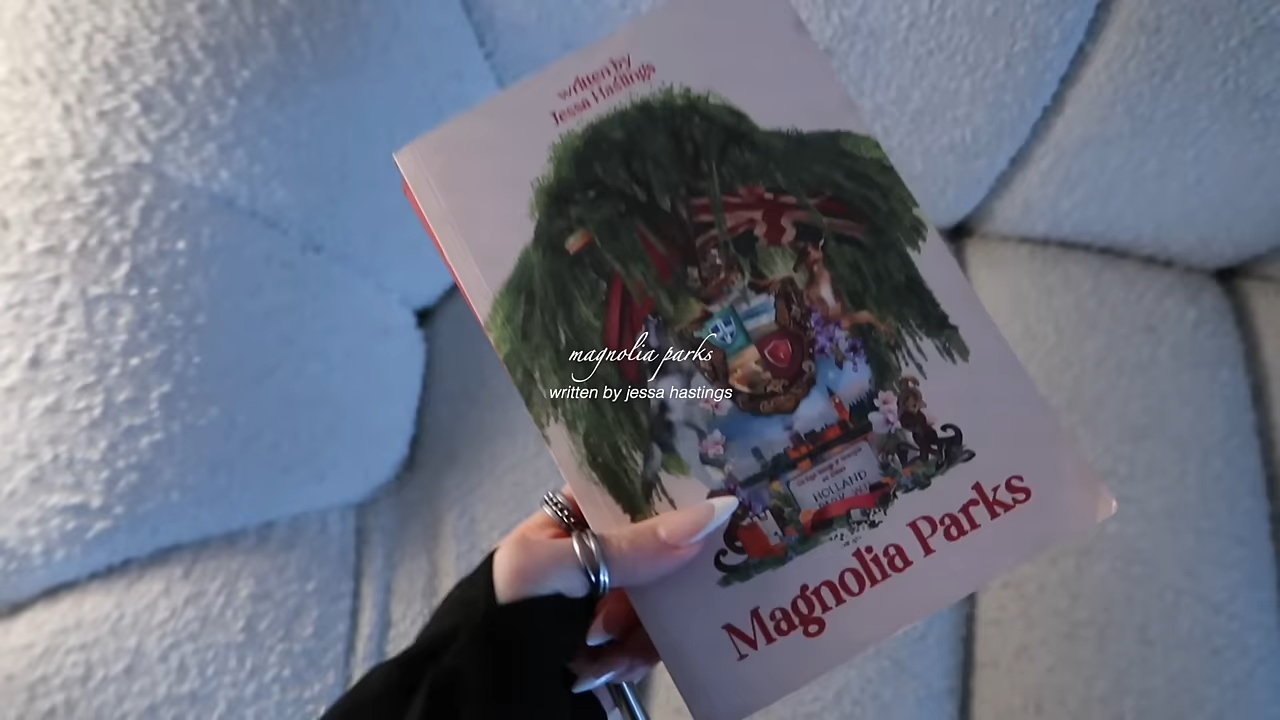 written by
Jessa Hastings
magnolia parks
written by jessa hastings
HOLLAND
Magnolia Parks